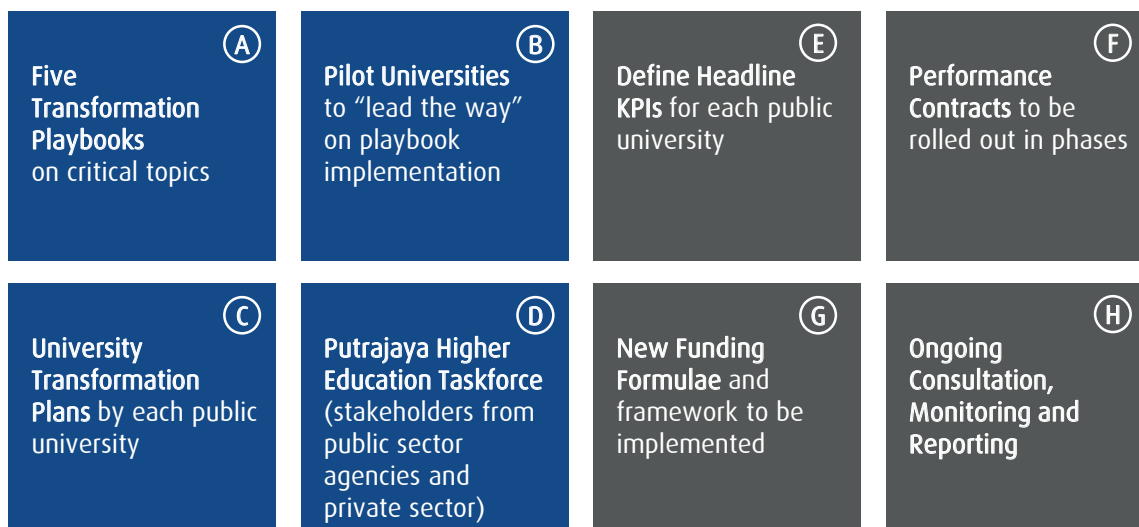 A
Five
Transformation
Playbooks
on critical topics
B
Pilot Universities
to “lead the way”
on playbook
implementation
E
Define Headline
KPIs for each public
university
F
Performance
Contracts to be
rolled out in phases
C
University
Transformation
Plans by each public
university
D
Putrajaya Higher
Education Taskforce
(stakeholders from
public sector
agencies and
private sector)
G
New Funding
Formulae and
framework to be
implemented
H
Ongoing
Consultation,
Monitoring and
Reporting